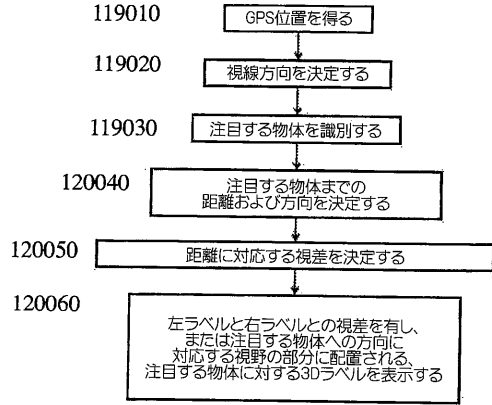 119010
GPS位置を得る
119020
視線方向を決定する
119030
注目する物体を識別する
120040
注目する物体までの
距離および方向を決定する
120050
距離に対応する視差を決定する
120060
左ラベルと右ラベルとの視差を有し、
または注目する物体への方向に
対応する視野の部分に配置される、
注目する物体に対する3Dラベルを表示する